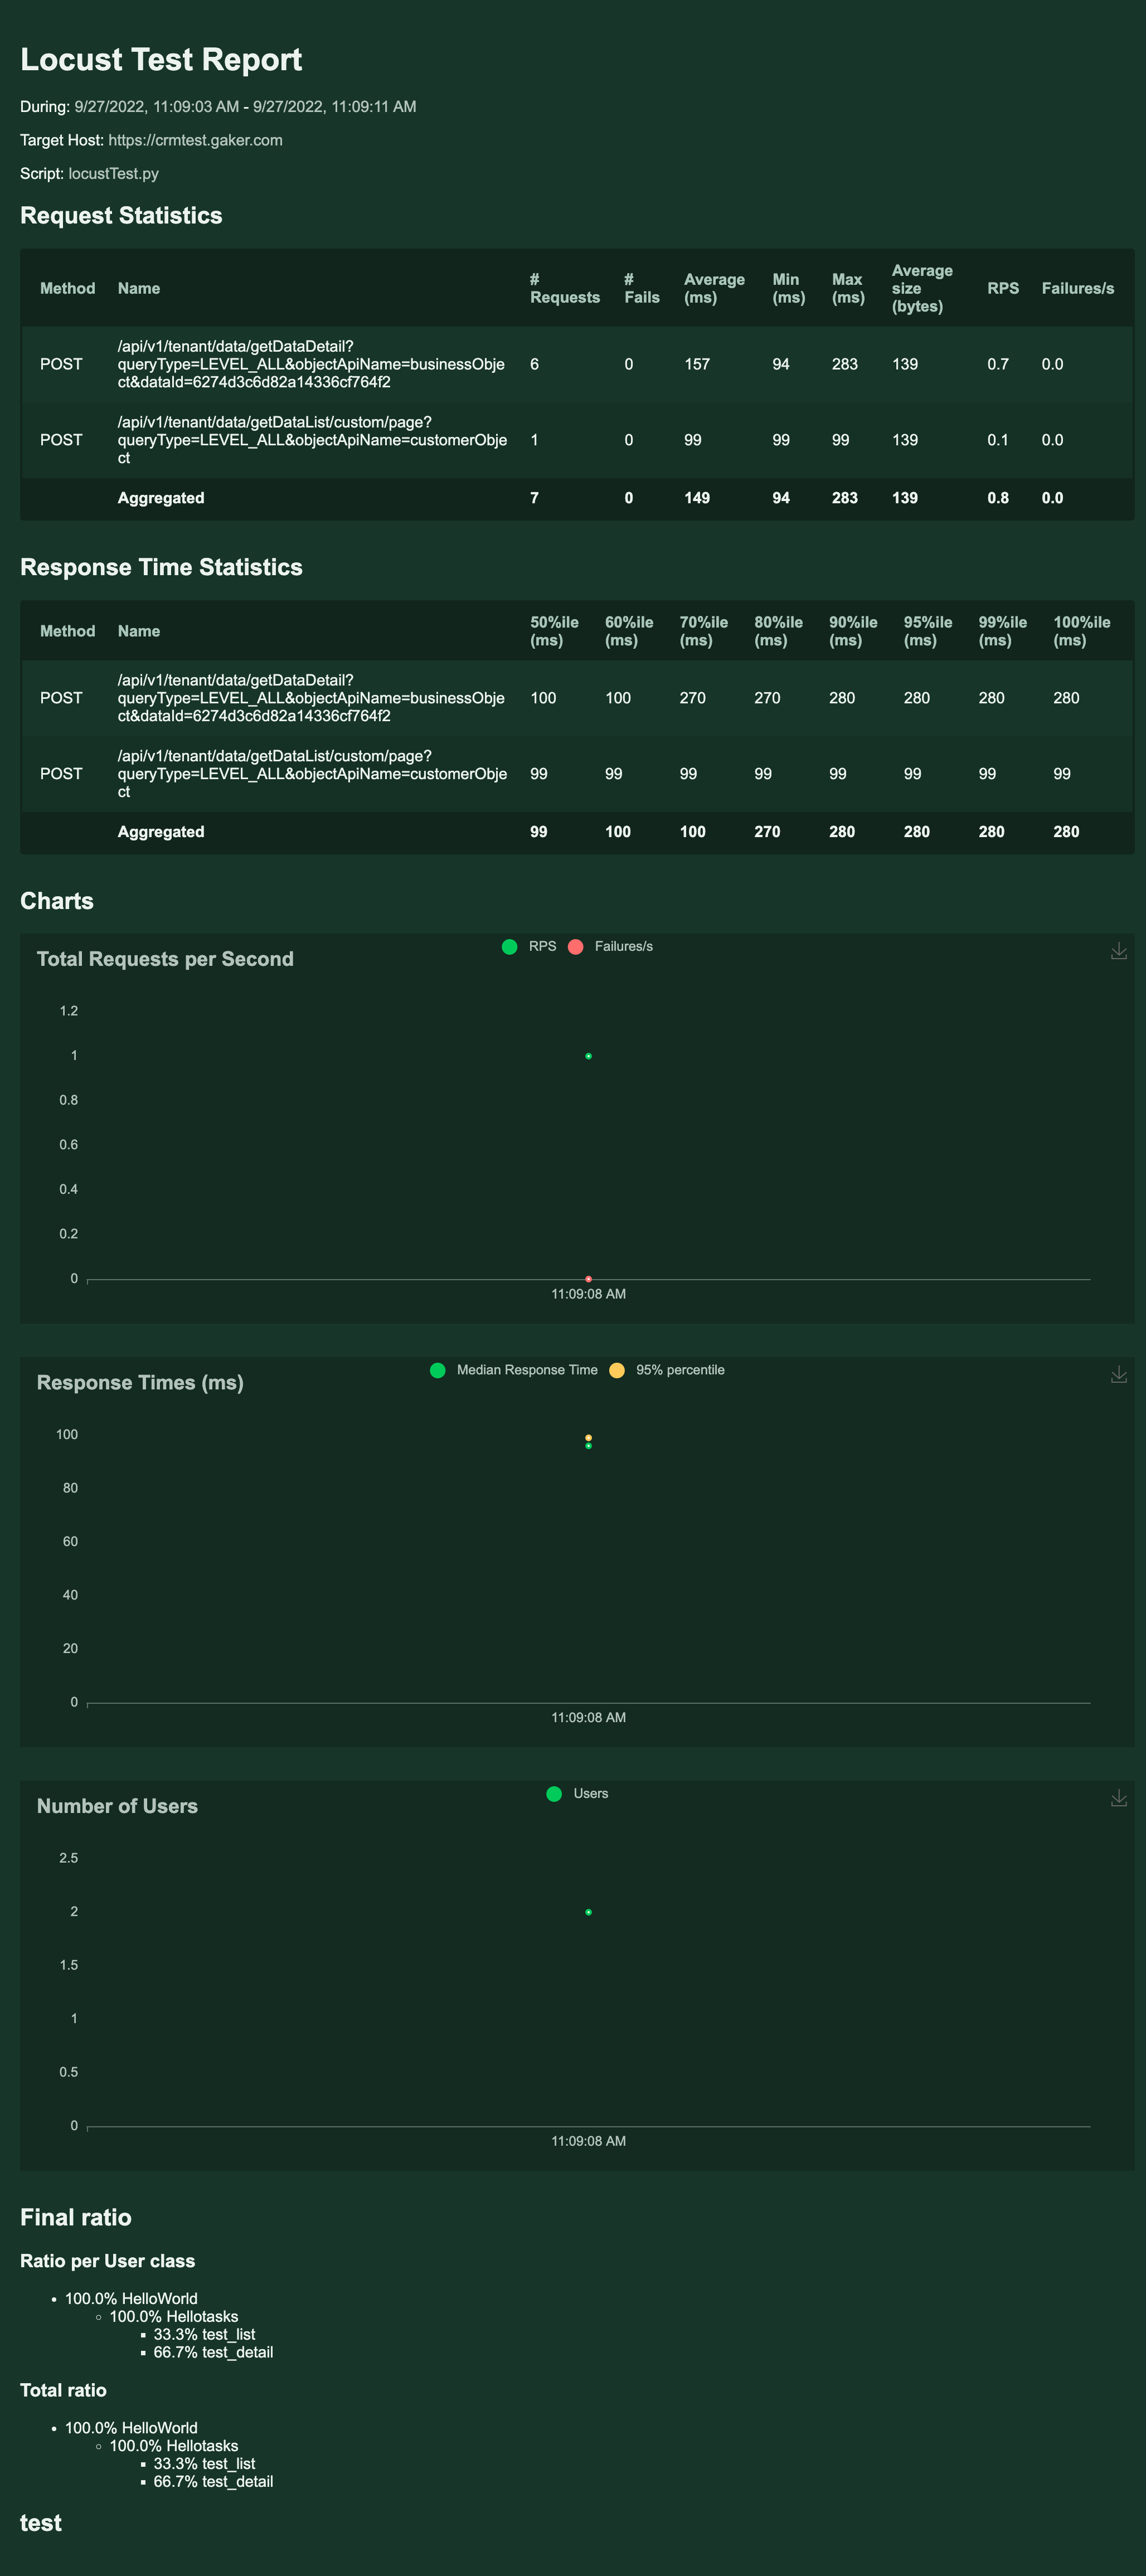 Locust Test Report
During: 9/27/2022, 11:09:03 AM - 9/27/2022, 11:09:11 AM
Target Host: https://crmtest.gaker.com
Script: locustTest.py
Request Statistics
Method Name # Requests # Fails Average (ms) Min (ms) Max (ms) Average size (bytes) RPS Failures/s
POST /api/v1/tenant/data/getDataDetail?
queryType=LEVEL_ALL&objectApiName=businessObje
ct&dataId=6274d3c6d82a14336cf764f2 6 0 157 94 283 139 0.7 0.0
POST /api/v1/tenant/data/getDataList/custom/page?
queryType=LEVEL_ALL&objectApiName=customerObje
ct 1 0 99 99 99 139 0.1 0.0
Aggregated 7 0 149 94 283 139 0.8 0.0
Response Time Statistics
Method Name 50%ile (ms) 60%ile (ms) 70%ile (ms) 80%ile (ms) 90%ile (ms) 95%ile (ms) 99%ile (ms) 100%ile (ms)
POST /api/v1/tenant/data/getDataDetail?
queryType=LEVEL_ALL&objectApiName=businessObje
ct&dataId=6274d3c6d82a14336cf764f2 100 100 270 270 280 280 280 280
POST /api/v1/tenant/data/getDataList/custom/page?
queryType=LEVEL_ALL&objectApiName=customerObje
ct 99 99 99 99 99 99 99 99
Aggregated 99 100 100 270 280 280 280 280
Charts
Total Requests per Second
RPS Failures/s
1.2
1
0.8
0.6
0.4
0.2
0
11:09:08 AM
Response Times (ms)
Median Response Time 95% percentile
100
80
60
40
20
0
11:09:08 AM
Number of Users
Users
2.5
2
1.5
1
0.5
0
11:09:08 AM
Final ratio
Ratio per User class
100.0% HelloWorld
100.0% Hellotasks
33.3% test_list
66.7% test_detail
Total ratio
100.0% HelloWorld
100.0% Hellotasks
33.3% test_list
66.7% test_detail
test